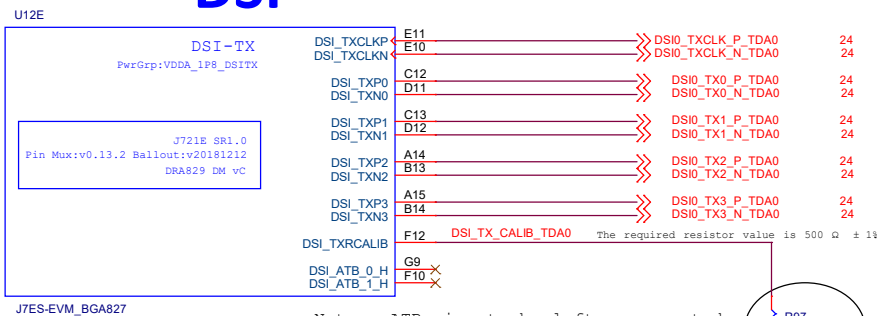 DSI
U12E
DSI-TX
PwrGrp:VDDA_1P8_DSITX
J721E SR1.0
Pin Mux:v0.13.2 Ballout:v20181212
DRA829 DM vC
DSI_TXCLKP E11 DSI0_TXCLK_P_TDA0 24
DSI_TXCLKN E10 DSI0_TXCLK_N_TDA0 24
DSI_TXP0 C12 DSI0_TX0_P_TDA0 24
DSI_TXN0 D11 DSI0_TX0_N_TDA0 24
DSI_TXP1 C13 DSI0_TX1_P_TDA0 24
DSI_TXN1 D12 DSI0_TX1_N_TDA0 24
DSI_TXP2 A14 DSI0_TX2_P_TDA0 24
DSI_TXN2 B13 DSI0_TX2_N_TDA0 24
DSI_TXP3 A15 DSI0_TX3_P_TDA0 24
DSI_TXN3 B14 DSI0_TX3_N_TDA0 24
DSI_TXRCALIB F12 DSI_TX_CALIB_TDA0 The required resistor value is 500 Ω ± 1%
DSI_ATB_0_H G9
DSI_ATB_1_H F10
J7ES-EVM_BGA827